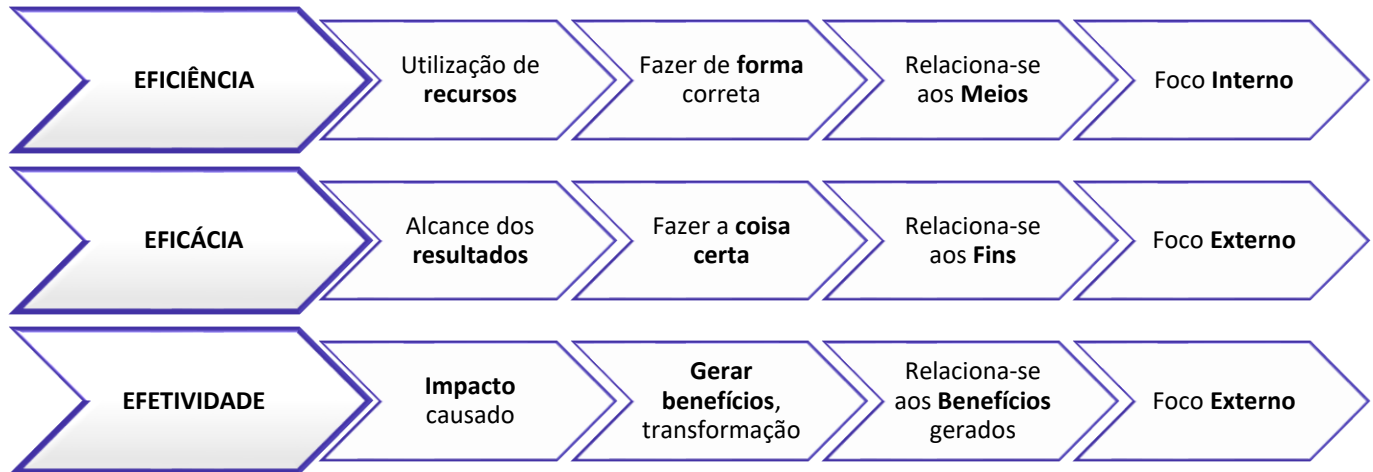 EFICIÊNCIA
Utilização de
recursos
Fazer de forma
correta
Relaciona-se
aos Meios
Foco Interno
EFICÁCIA
Alcance dos
resultados
Fazer a coisa
certa
Relaciona-se
aos Fins
Foco Externo
EFETIVIDADE
Impacto
causado
Gerar
benefícios,
transformação
Relaciona-se
aos Benefícios
gerados
Foco Externo